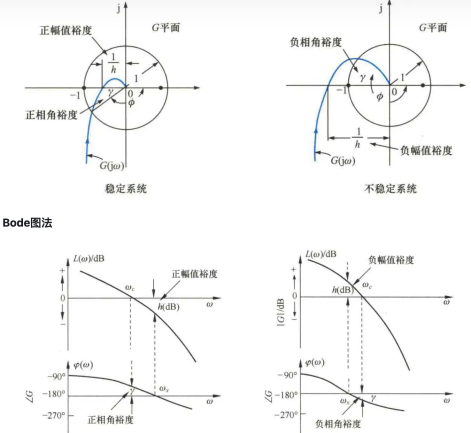 j
正幅值裕度
G平面
1
h
−1
γ
1
0
φ
正相角裕度
G(jω)
稳定系统
j
负相角裕度
G平面
−1
γ
1
φ
0
1
h
负幅值裕度
G(jω)
不稳定系统
Bode图法
L(ω)/dB
+
0
−
ωc
正幅值裕度
h(dB)
ω
φ(ω)
−90°
−180°
−270°
∠G
γ
ωx
ω
正相角裕度
L(ω)/dB
+
0
−
|G|/dB
负幅值裕度
ωc
h(dB)
ω
φ(ω)
−90°
−180°
−270°
∠G
ωx
γ
ω
负相角裕度